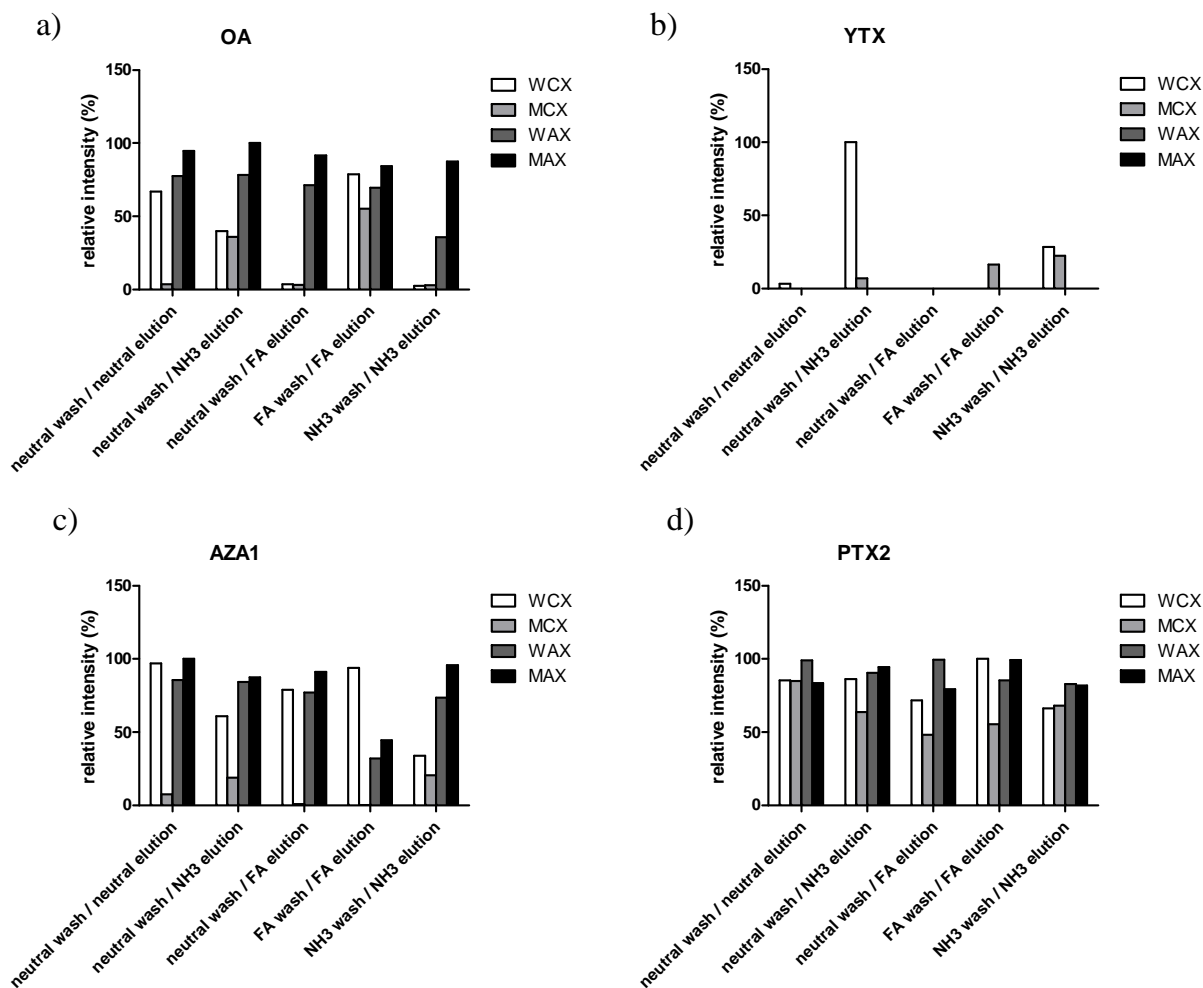 a)
OA
relative intensity (%)
150
100
50
0
WCX
MCX
WAX
MAX
neutral wash / neutral elution
neutral wash / NH3 elution
neutral wash / FA elution
FA wash / FA elution
NH3 wash / NH3 elution
b)
YTX
relative intensity (%)
150
100
50
0
WCX
MCX
WAX
MAX
neutral wash / neutral elution
neutral wash / NH3 elution
neutral wash / FA elution
FA wash / FA elution
NH3 wash / NH3 elution
c)
AZA1
relative intensity (%)
150
100
50
0
WCX
MCX
WAX
MAX
neutral wash / neutral elution
neutral wash / NH3 elution
neutral wash / FA elution
FA wash / FA elution
NH3 wash / NH3 elution
d)
PTX2
relative intensity (%)
150
100
50
0
WCX
MCX
WAX
MAX
neutral wash / neutral elution
neutral wash / NH3 elution
neutral wash / FA elution
FA wash / FA elution
NH3 wash / NH3 elution